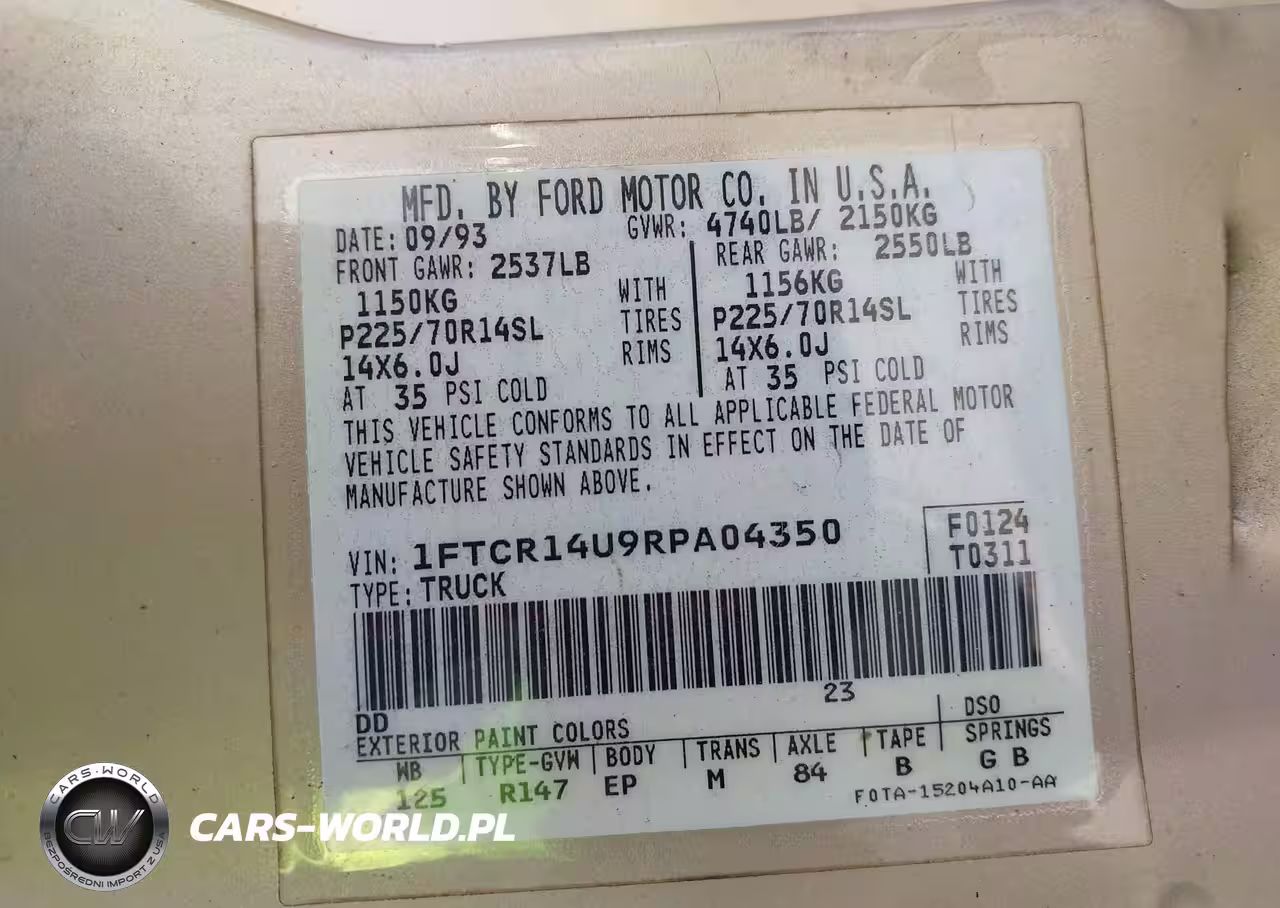 MFD. BY FORD MOTOR CO. IN U.S.A.
DATE: 09/93 GVWR: 4740LB/ 2150KG
FRONT GAWR: 2537LB REAR GAWR: 2550LB
1150KG WITH 1156KG WITH
P225/70R14SL TIRES P225/70R14SL TIRES
14X6.0J RIMS 14X6.0J RIMS
AT 35 PSI COLD AT 35 PSI COLD
THIS VEHICLE CONFORMS TO ALL APPLICABLE FEDERAL MOTOR
VEHICLE SAFETY STANDARDS IN EFFECT ON THE DATE OF
MANUFACTURE SHOWN ABOVE.
VIN: 1FTCR14U9RPA04350 F0124
TYPE: TRUCK T0311
23
DD
EXTERIOR PAINT COLORS DSO
WB TYPE-GVW BODY TRANS AXLE TAPE SPRINGS
125 R147 EP M 84 B G B
F0TA-15204A10-AA
CARS-WORLD
CW
BEZPOŚREDNI IMPORT Z USA
CARS-WORLD.PL